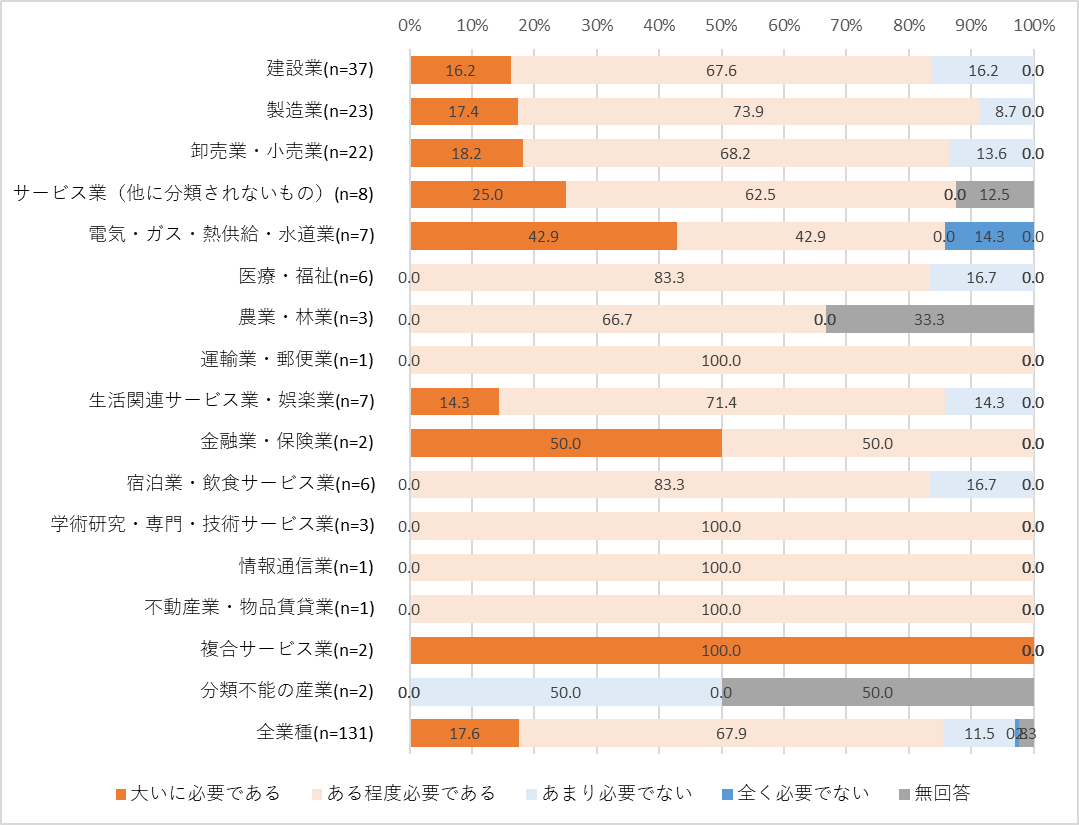 0% 10% 20% 30% 40% 50% 60% 70% 80% 90% 100%
建設業(n=37) 16.2 67.6 16.2 0.0
製造業(n=23) 17.4 73.9 8.7 0.0
卸売業・小売業(n=22) 18.2 68.2 13.6 0.0
サービス業（他に分類されないもの）(n=8) 25.0 62.5 0.0 12.5
電気・ガス・熱供給・水道業(n=7) 42.9 42.9 0.0 14.3 0.0
医療・福祉(n=6) 0.0 83.3 16.7 0.0
農業・林業(n=3) 0.0 66.7 0.0 33.3
運輸業・郵便業(n=1) 0.0 100.0 0.0
生活関連サービス業・娯楽業(n=7) 14.3 71.4 14.3 0.0
金融業・保険業(n=2) 50.0 50.0 0.0
宿泊業・飲食サービス業(n=6) 0.0 83.3 16.7 0.0
学術研究・専門・技術サービス業(n=3) 0.0 100.0 0.0
情報通信業(n=1) 0.0 100.0 0.0
不動産業・物品賃貸業(n=1) 0.0 100.0 0.0
複合サービス業(n=2) 100.0 0.0
分類不能の産業(n=2) 0.0 50.0 0.0 50.0
全業種(n=131) 17.6 67.9 11.5
大いに必要である ある程度必要である あまり必要でない 全く必要でない 無回答